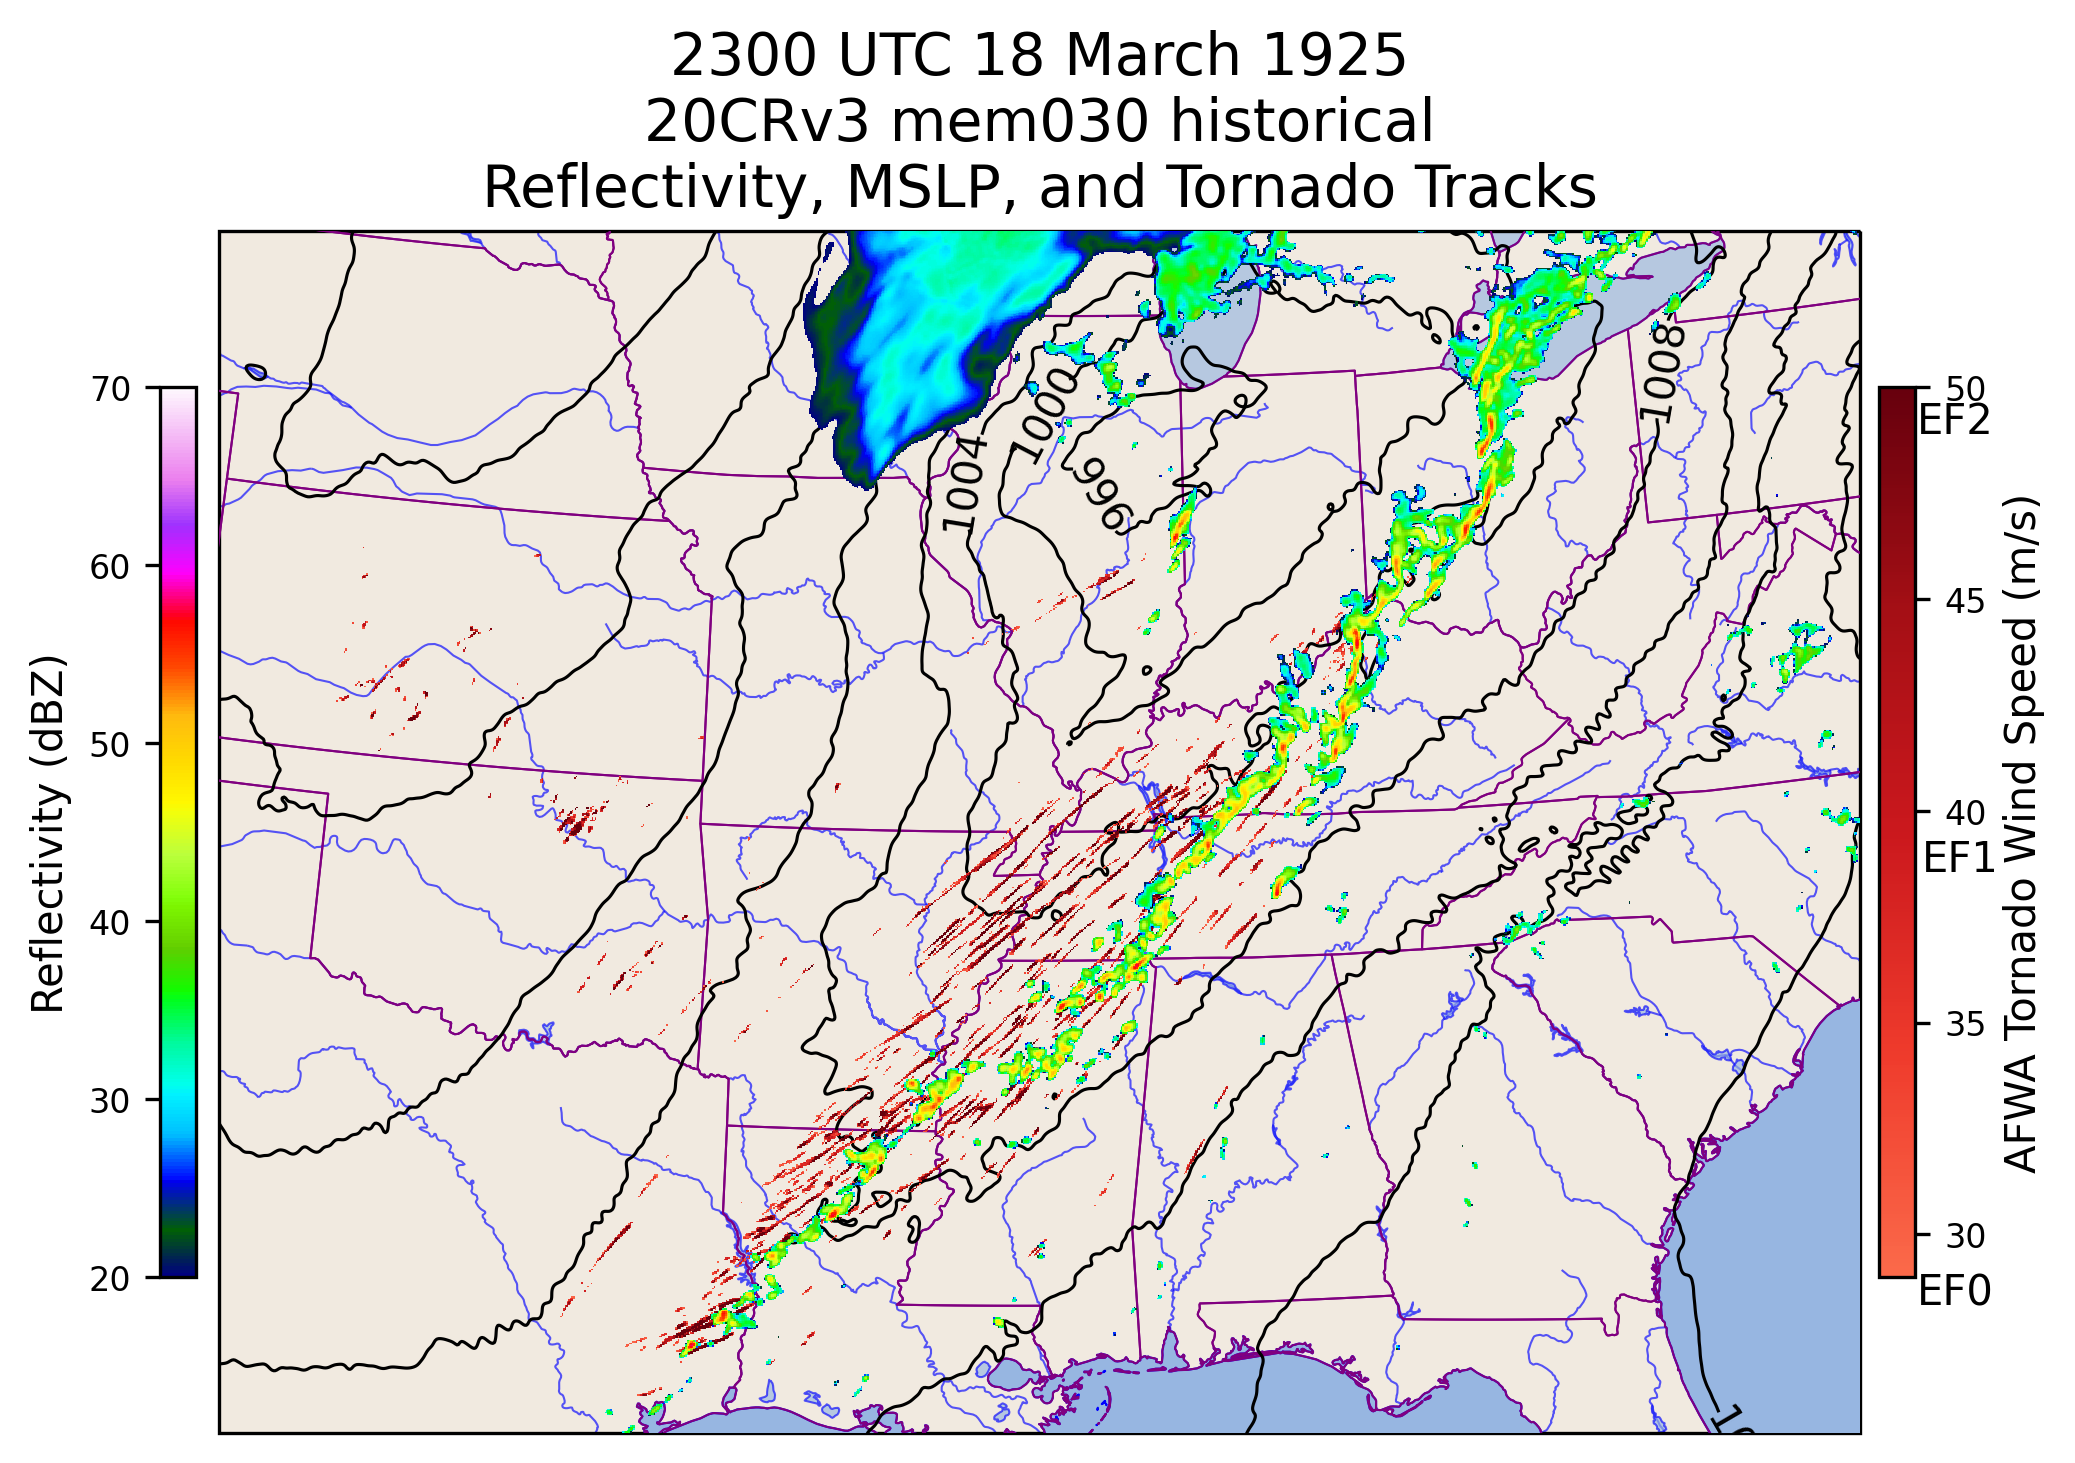 2300 UTC 18 March 1925
20CRv3 mem030 historical
Reflectivity, MSLP, and Tornado Tracks
Reflectivity (dBZ)
70
60
50
40
30
20
1004
1000
996
1008
50
EF2
45
40
EF1
35
30
EF0
AFWA Tornado Wind Speed (m/s)